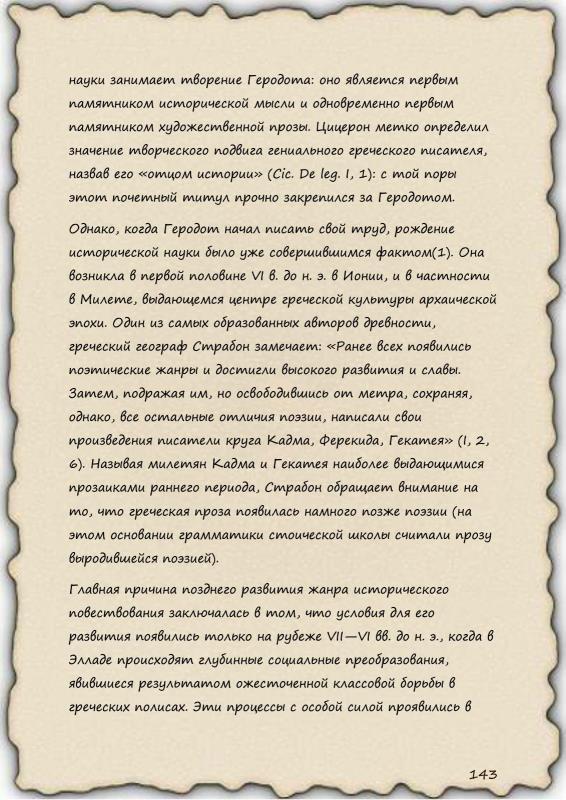 науки занимает творение Геродота: оно является первым
памятником исторической мысли и одновременно первым
памятником художественной прозы. Цицерон метко определил
значение творческого подвига гениального греческого писателя,
назвав его «отцом истории» (Cic. De leg. I, 1): с той поры
этот почетный титул прочно закрепился за Геродотом.
Однако, когда Геродот начал писать свой труд, рождение
исторической науки было уже совершившимся фактом(1). Она
возникла в первой половине VI в. до н. э. в Ионии, и в частности
в Милете, выдающемся центре греческой культуры архаической
эпохи. Один из самых образованных авторов древности,
греческий географ Страбон замечает: «Ранее всех появились
поэтические жанры и достигли высокого развития и славы.
Затем, подражая им, но освободившись от метра, сохраняя,
однако, все остальные отличия поэзии, написали свои
произведения писатели круга Кадма, Ферекида, Гекатея» (I, 2,
6). Называя милетян Кадма и Гекатея наиболее выдающимися
прозаиками раннего периода, Страбон обращает внимание на
то, что греческая проза появилась намного позже поэзии (на
этом основании грамматики стоической школы считали прозу
выродившейся поэзией).
Главная причина позднего развития жанра исторического
повествования заключалась в том, что условия для его
развития появились только на рубеже VII—VI вв. до н. э., когда в
Элладе происходят глубинные социальные преобразования,
явившиеся результатом ожесточенной классовой борьбы в
греческих полисах. Эти процессы с особой силой проявились в
143